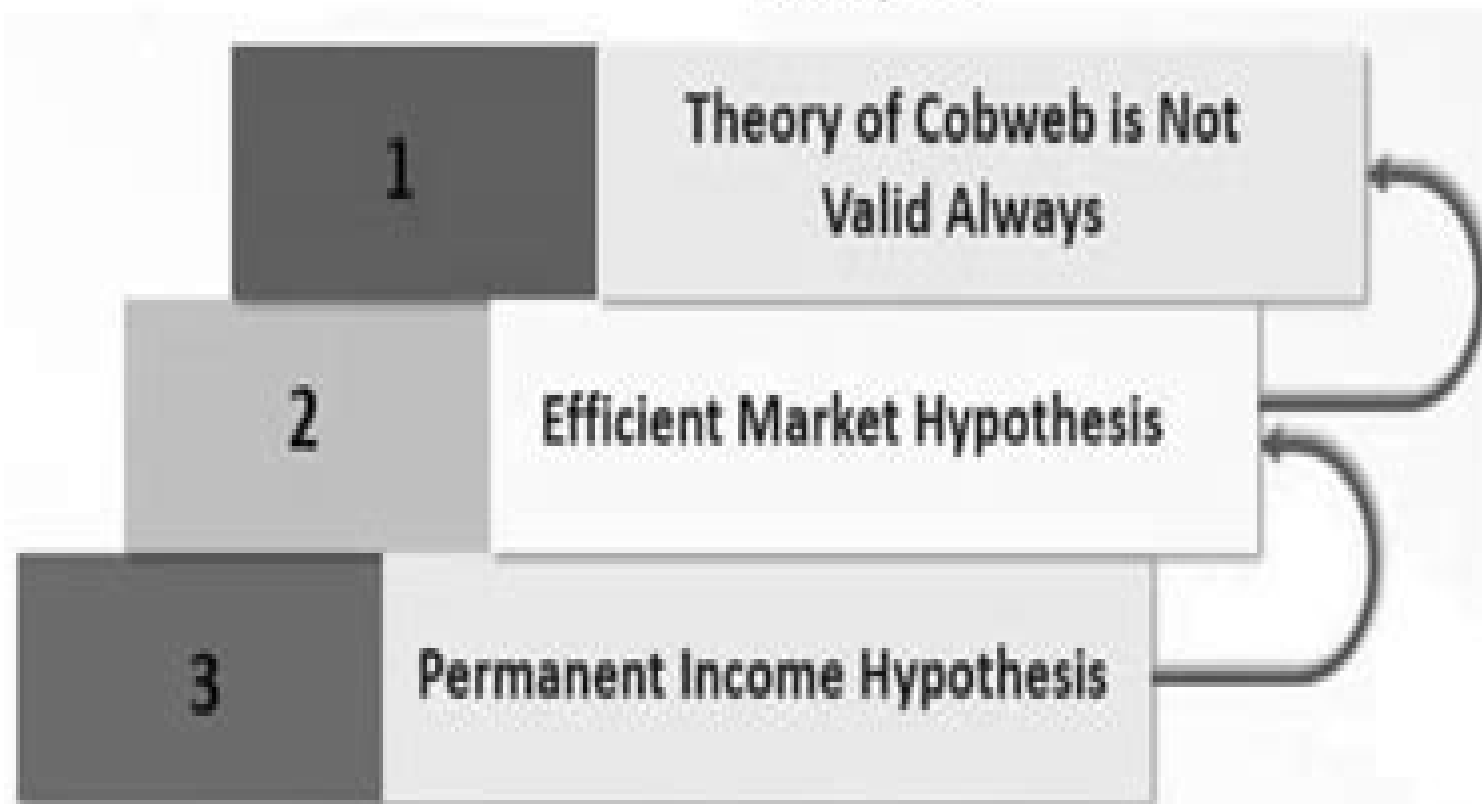 1
Theory of Cobweb is Not
Valid Always
2
Efficient Market Hypothesis
3
Permanent Income Hypothesis